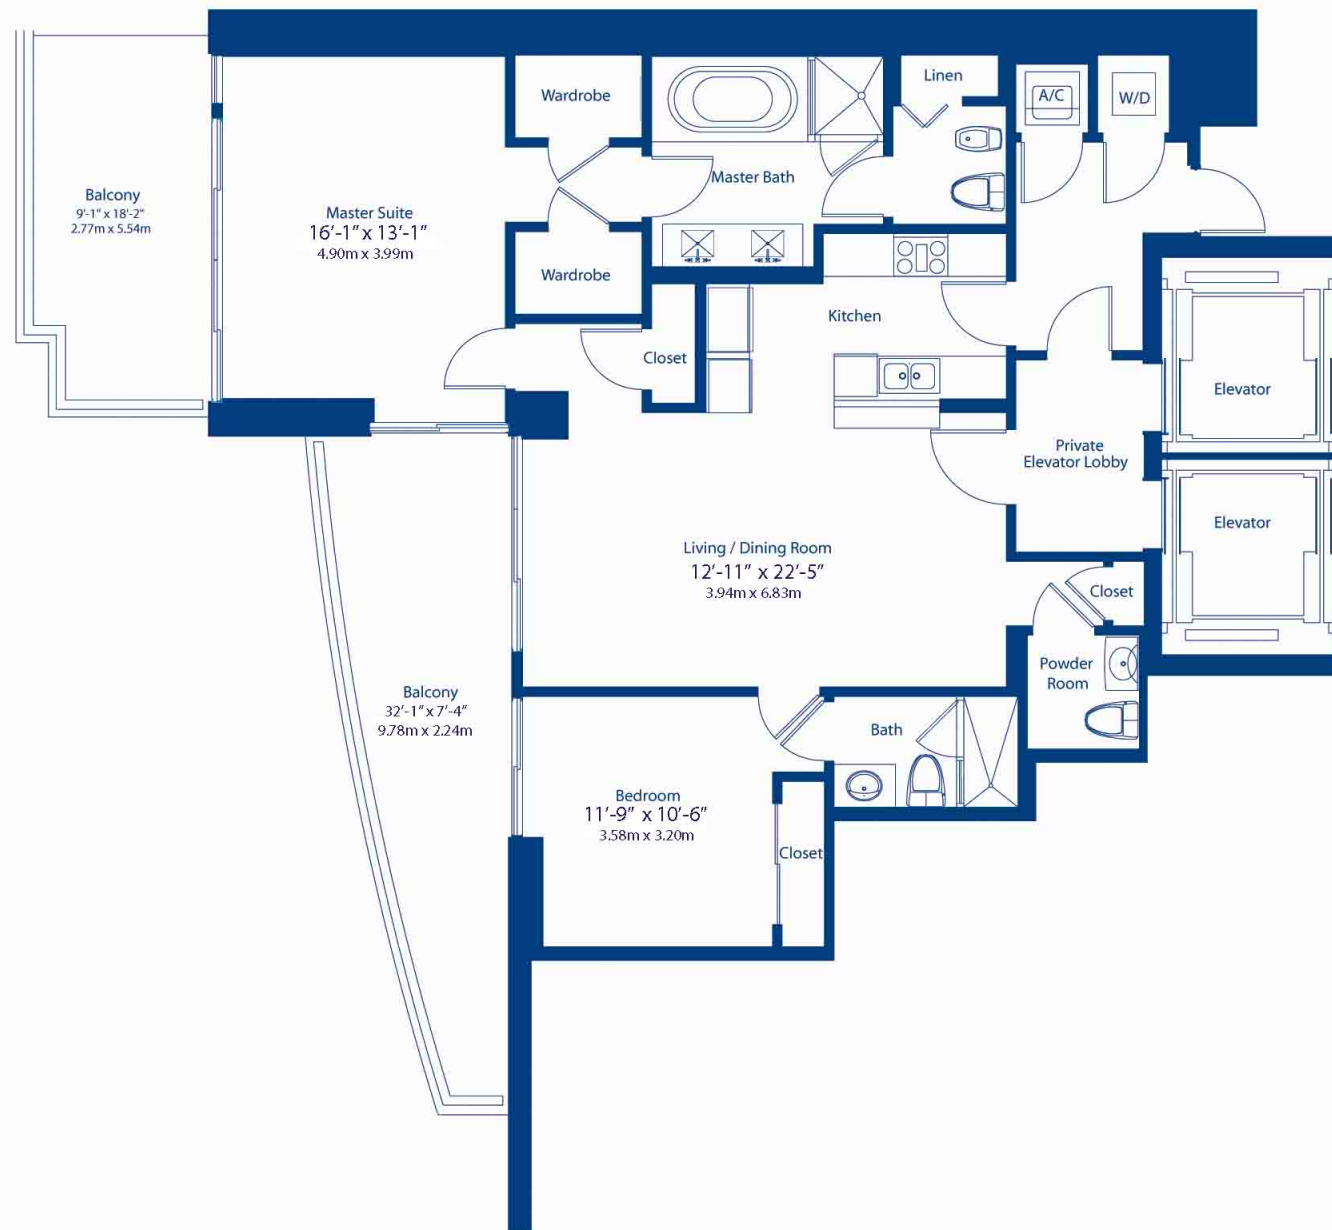 Linen
A/C
W/D
Wardrobe
Master Bath
Balcony
9'-1" x 18'-2"
2.77m x 5.54m
Master Suite
16'-1" x 13'-1"
4.90m x 3.99m
Wardrobe
Kitchen
Closet
Elevator
Private
Elevator Lobby
Elevator
Living / Dining Room
12'-11" x 22'-5"
3.94m x 6.83m
Closet
Powder
Room
Balcony
32'-1" x 7'-4"
9.78m x 2.24m
Bath
Bedroom
11'-9" x 10'-6"
3.58m x 3.20m
Closet